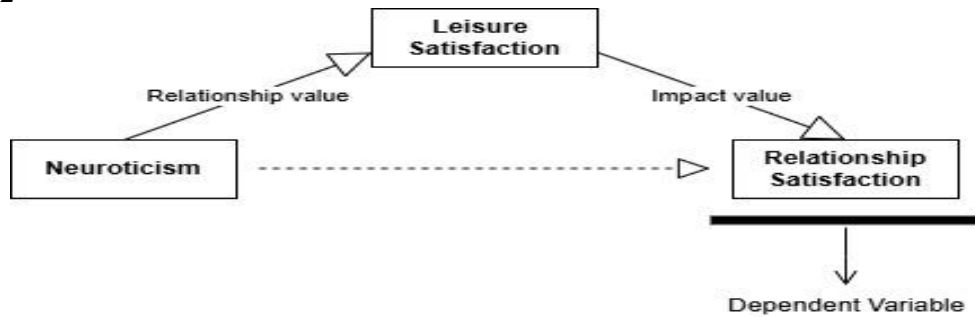 Leisure
Satisfaction
Relationship value
Impact value
Neuroticism
Relationship
Satisfaction
Dependent Variable